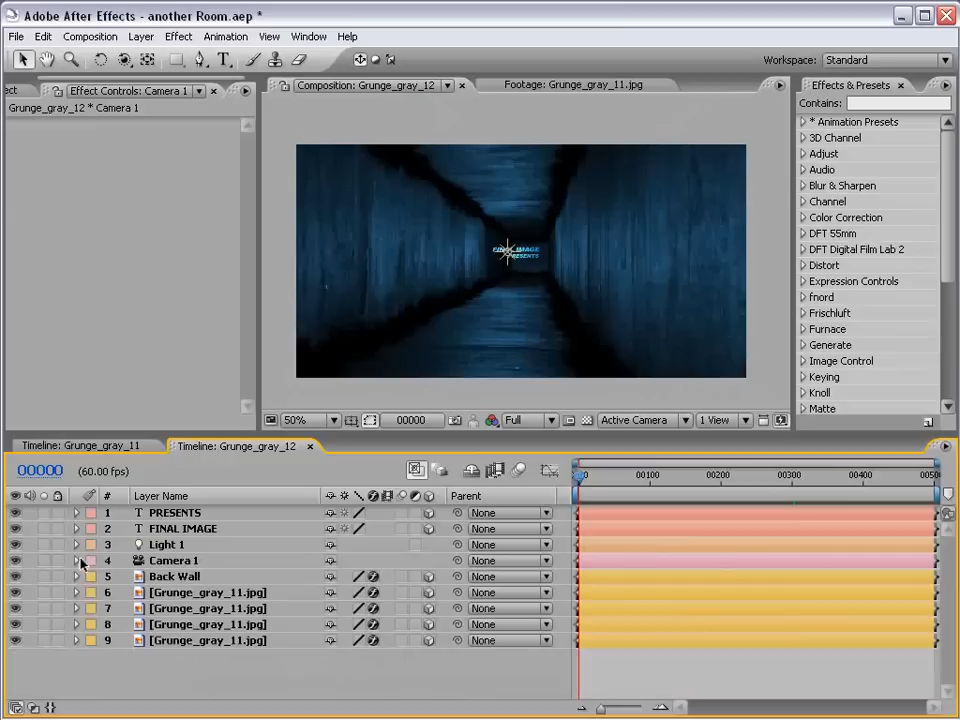 Adobe After Effects - another Room.aep *
File Edit Composition Layer Effect Animation View Window Help
Workspace: Standard
ect Effect Controls: Camera 1
Grunge_gray_12 * Camera 1
Composition: Grunge_gray_12
Footage: Grunge_gray_11.jpg
Effects & Presets
Contains:
* Animation Presets
3D Channel
Adjust
Audio
Blur & Sharpen
Channel
Color Correction
DFT 55mm
DFT Digital Film Lab 2
Distort
Expression Controls
fnord
Frischluft
Furnace
Generate
Image Control
Keying
Knoll
Matte
FINAL IMAGE
PRESENTS
50% 00000 Full Active Camera 1 View
Timeline: Grunge_gray_11 Timeline: Grunge_gray_12
00000 (60.00 fps)
0 00100 00200 00300 00400 0050
# Layer Name Parent
1 T PRESENTS None
2 T FINAL IMAGE None
3 Light 1 None
4 Camera 1 None
5 Back Wall None
6 [Grunge_gray_11.jpg] None
7 [Grunge_gray_11.jpg] None
8 [Grunge_gray_11.jpg] None
9 [Grunge_gray_11.jpg] None